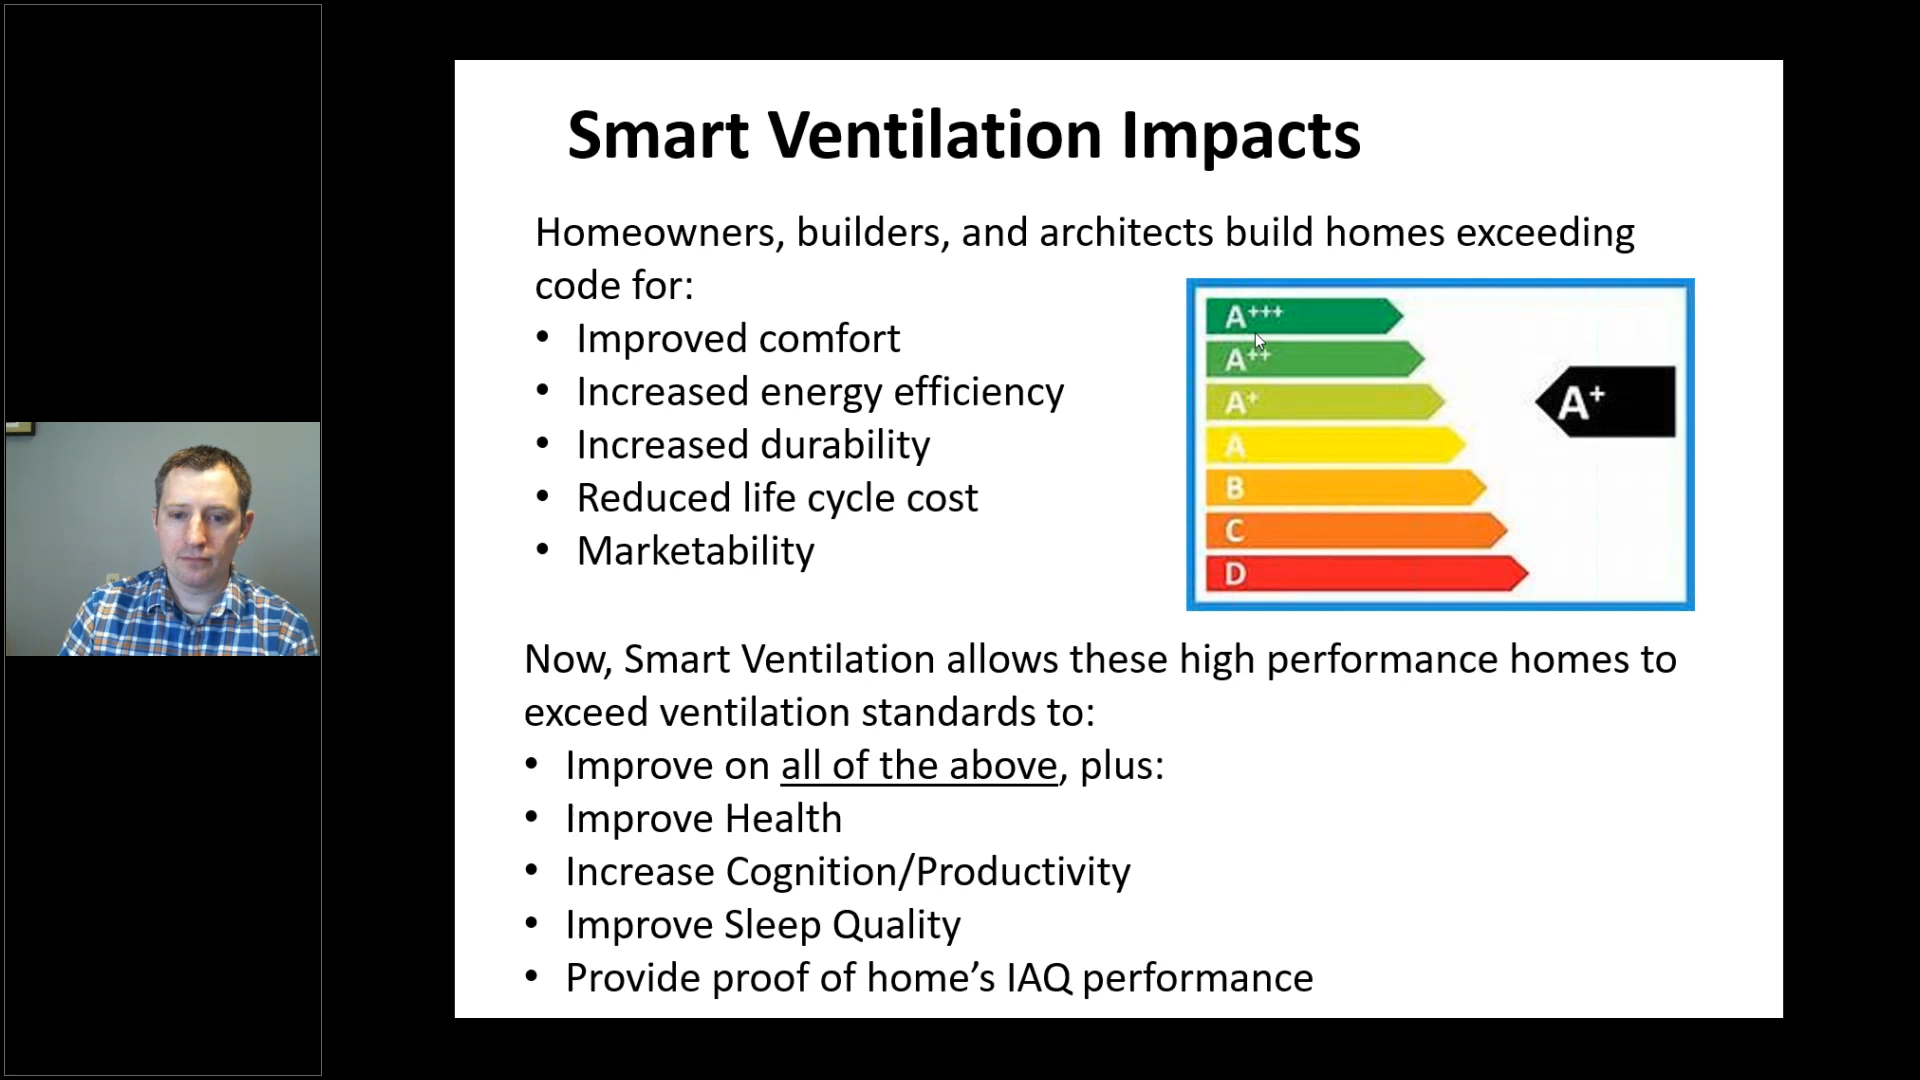 Smart Ventilation Impacts
Homeowners, builders, and architects build homes exceeding
code for:
• Improved comfort
• Increased energy efficiency
• Increased durability
• Reduced life cycle cost
• Marketability
A+++
A++
A+
A
B
C
D
A+
Now, Smart Ventilation allows these high performance homes to
exceed ventilation standards to:
• Improve on all of the above, plus:
• Improve Health
• Increase Cognition/Productivity
• Improve Sleep Quality
• Provide proof of home’s IAQ performance